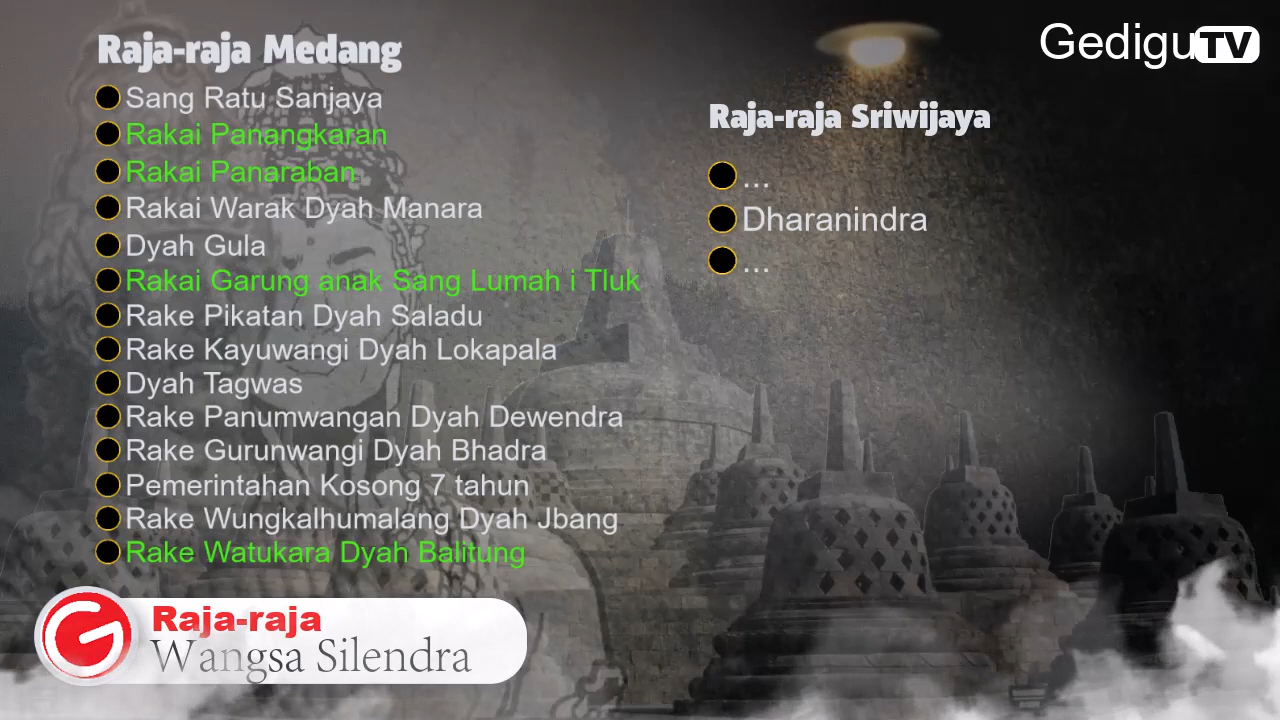 Raja-raja Medang
Sang Ratu Sanjaya
Rakai Panangkaran
Rakai Panaraban
Rakai Warak Dyah Manara
Dyah Gula
Rakai Garung anak Sang Lumah i Tluk
Rake Pikatan Dyah Saladu
Rake Kayuwangi Dyah Lokapala
Dyah Tagwas
Rake Panumwangan Dyah Dewendra
Rake Gurunwangi Dyah Bhadra
Pemerintahan Kosong 7 tahun
Rake Wungkalhumalang Dyah Jbang
Rake Watukara Dyah Balitung
Gedigu TV
Raja-raja Sriwijaya
...
Dharanindra
...
Raja-raja
Wangsa Silendra